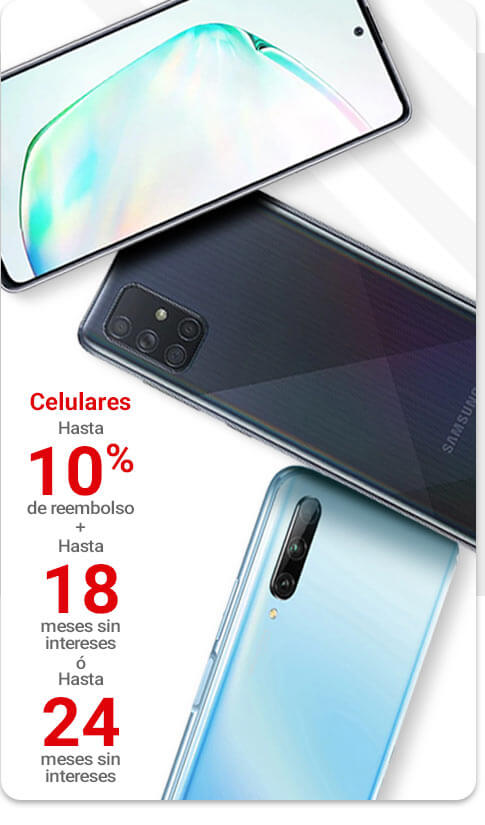 Celulares
Hasta
10%
de reembolso
+
Hasta
18
meses sin
intereses
ó
Hasta
24
meses sin
intereses
SAMSUNG